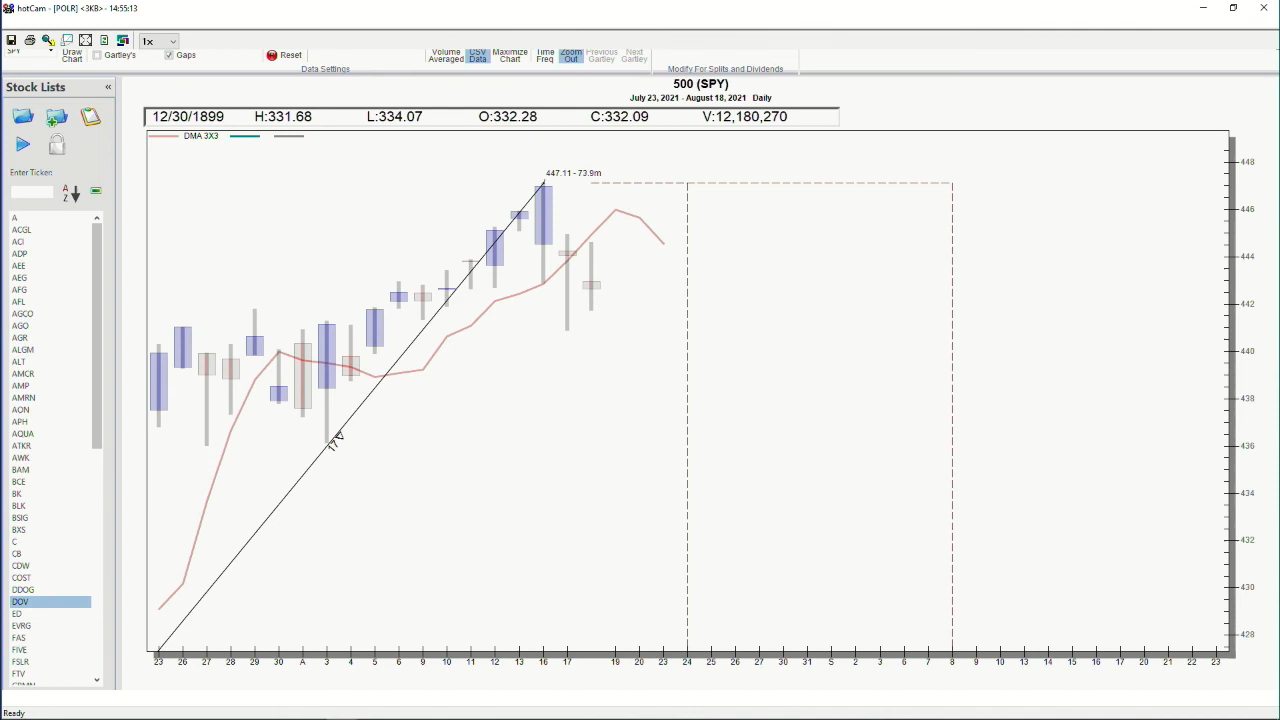 hotCam - [POLR] <3KB> - 14:55:13
1x
SPY
Draw Chart
Gartley's
Gaps
Reset
Volume Averaged
CSV Data
Maximize Chart
Time Freq
Zoom Out
Previous Gartley
Next Gartley
Data Settings
Modify For Splits and Dividends
Stock Lists «
Enter Ticker:
A
Z
A
ACGL
ACI
ADP
AEE
AEG
AFG
AFL
AGCO
AGO
AGR
ALGM
ALT
AMCR
AMP
AMRN
AON
APH
AQUA
ATKR
AWK
BAM
BCE
BK
BLK
BSIG
BXS
C
CB
CDW
COST
DDOG
DOV
ED
EVRG
FAS
FIVE
FSLR
FTV
500 (SPY)
July 23, 2021 - August 18, 2021 Daily
12/30/1899 H:331.68 L:334.07 O:332.28 C:332.09 V:12,180,270
DMA 3X3
447.11 - 73.9m
17
448
446
444
442
440
438
436
434
432
430
428
23 26 27 28 29 30 A 3 4 5 6 9 10 11 12 13 16 17 19 20 23 24 25 26 27 30 31 S 2 3 6 7 8 9 10 13 14 15 16 17 20 21 22 23
Ready